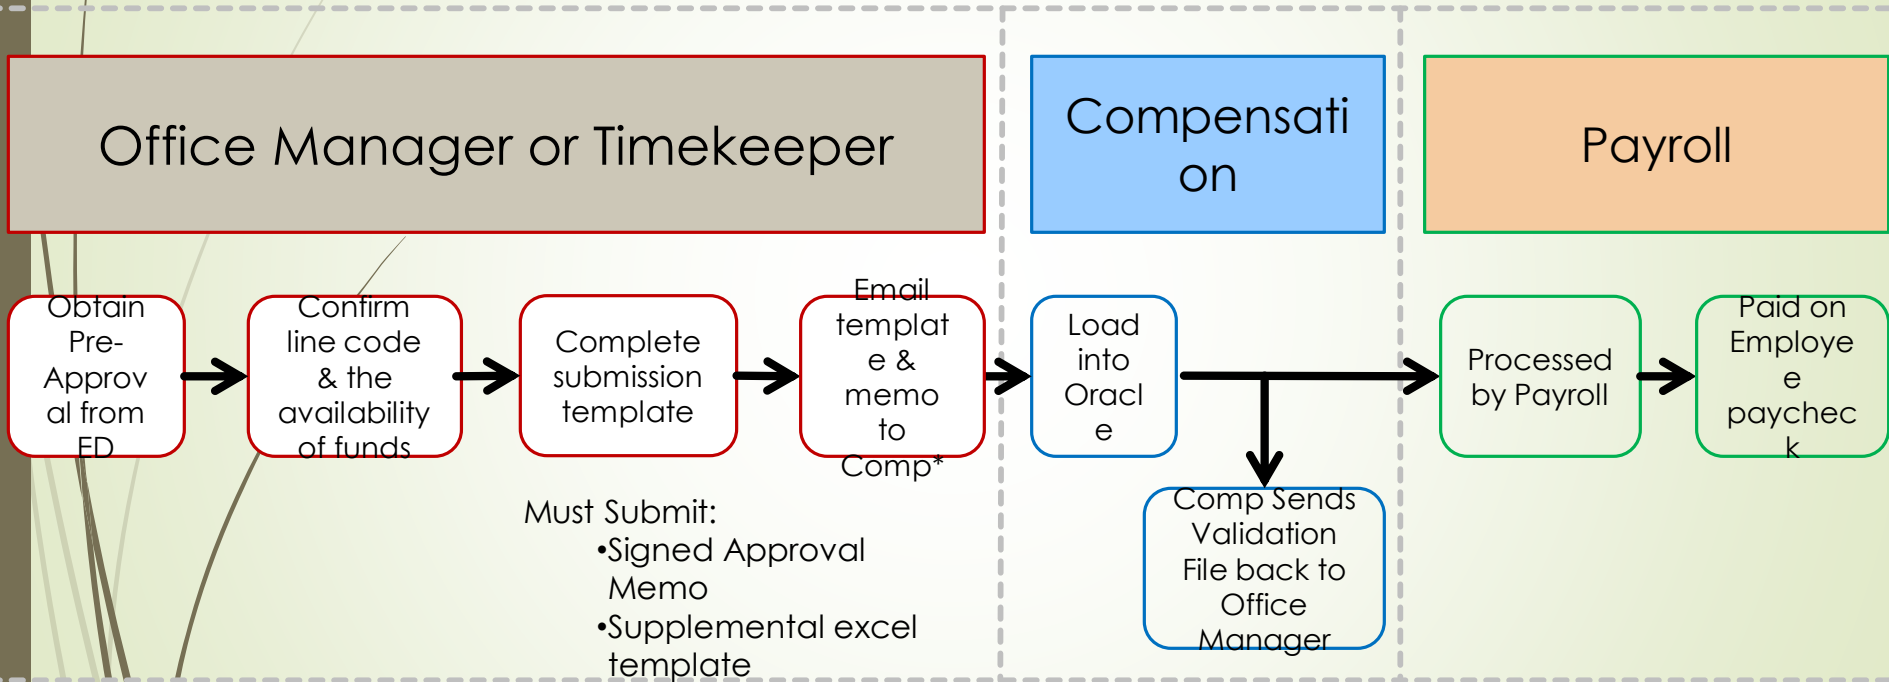 Office Manager or Timekeeper
Compensati
on
Payroll
Obtain
Pre-
Approv
al from
ED
Confirm
line code
& the
availability
of funds
Complete
submission
template
Email
templat
e &
memo
to
Comp*
Load
into
Oracl
e
Processed
by Payroll
Paid on
Employe
e
paychec
k
Must Submit:
•Signed Approval
Memo
•Supplemental excel
template
Comp Sends
Validation
File back to
Office
Manager